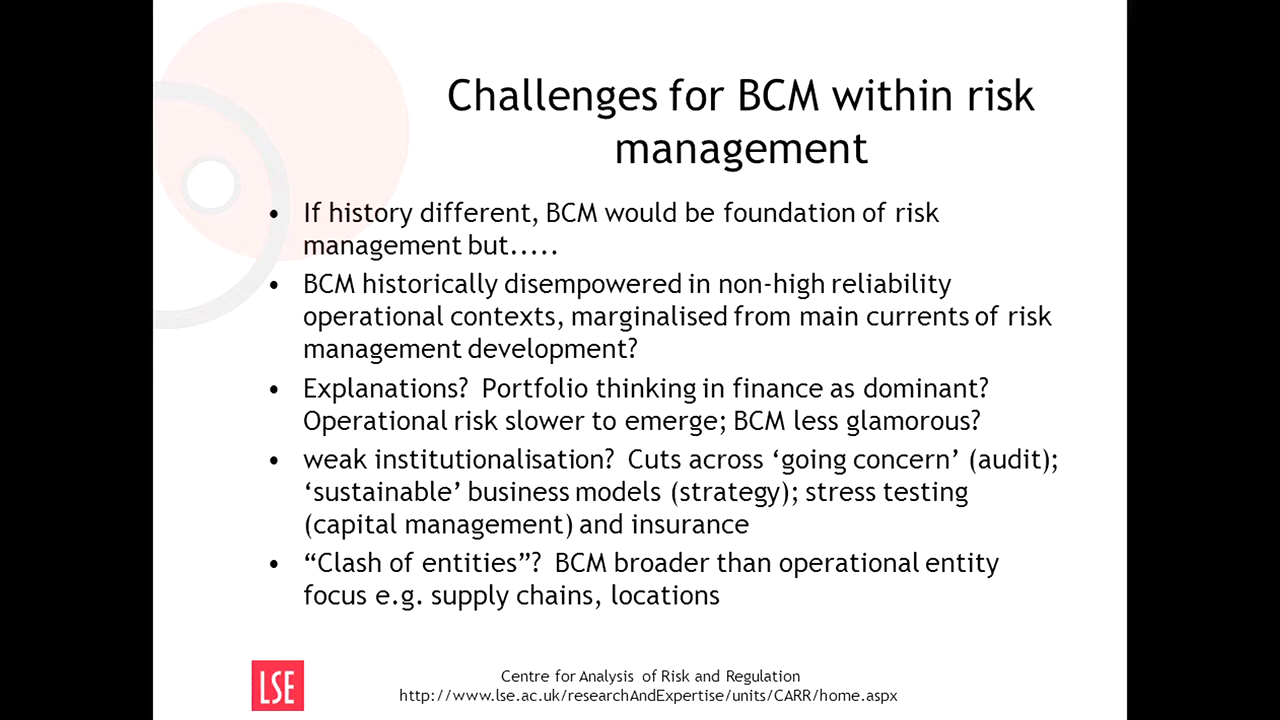 Challenges for BCM within risk
management
• If history different, BCM would be foundation of risk
management but.....
• BCM historically disempowered in non-high reliability
operational contexts, marginalised from main currents of risk
management development?
• Explanations?  Portfolio thinking in finance as dominant?
Operational risk slower to emerge; BCM less glamorous?
• weak institutionalisation?  Cuts across ‘going concern’ (audit);
‘sustainable’ business models (strategy); stress testing
(capital management) and insurance
• “Clash of entities”?  BCM broader than operational entity
focus e.g. supply chains, locations
LSE
Centre for Analysis of Risk and Regulation
http://www.lse.ac.uk/researchAndExpertise/units/CARR/home.aspx